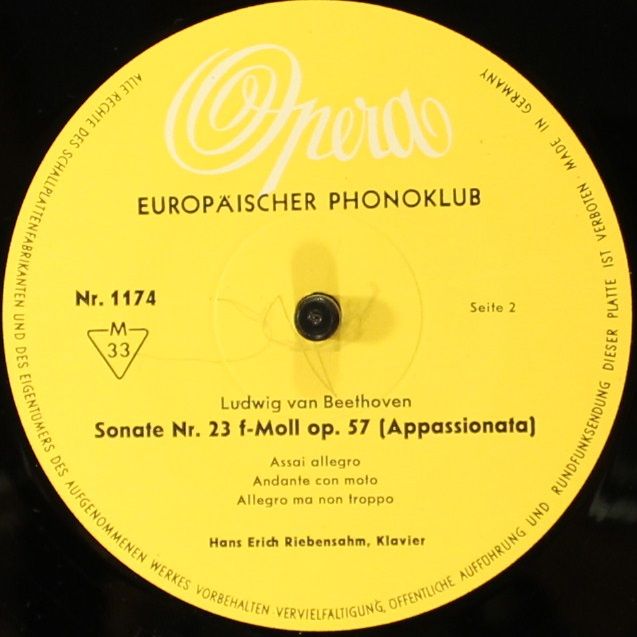 Opera
EUROPÄISCHER PHONOKLUB
Nr. 1174
M
33
Seite 2
Ludwig van Beethoven
Sonate Nr. 23 f-Moll op. 57 (Appassionata)
Assai allegro
Andante con moto
Allegro ma non troppo
Hans Erich Riebensahm, Klavier
ALLE RECHTE DES SCHALLPLATTENFABRIKANTEN UND DES EIGENTÜMERS DES AUFGENOMMENEN WERKES VORBEHALTEN VERVIELFÄLTIGUNG, ÖFFENTLICHE AUFFÜHRUNG UND RUNDFUNKSENDUNG DIESER PLATTE IST VERBOTEN MADE IN GERMANY